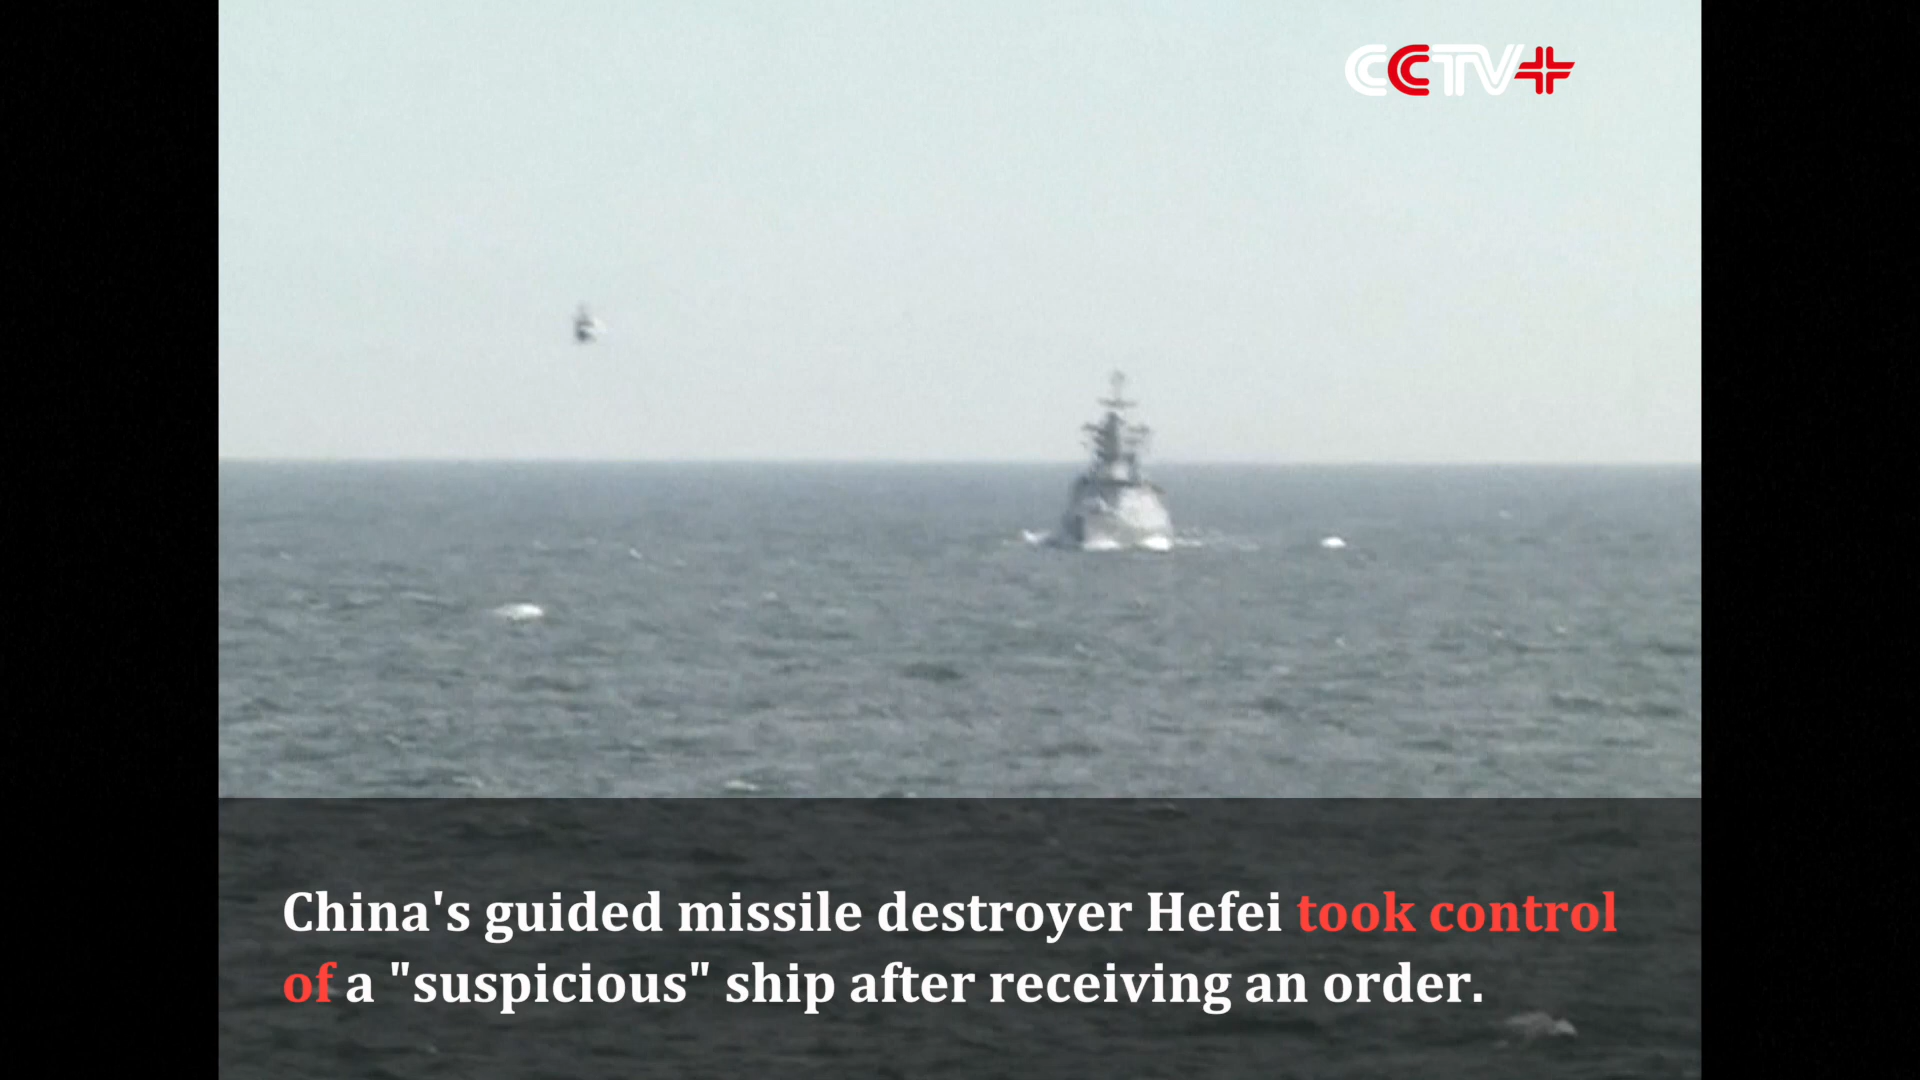 CCTV+
China's guided missile destroyer Hefei took control
of a "suspicious" ship after receiving an order.